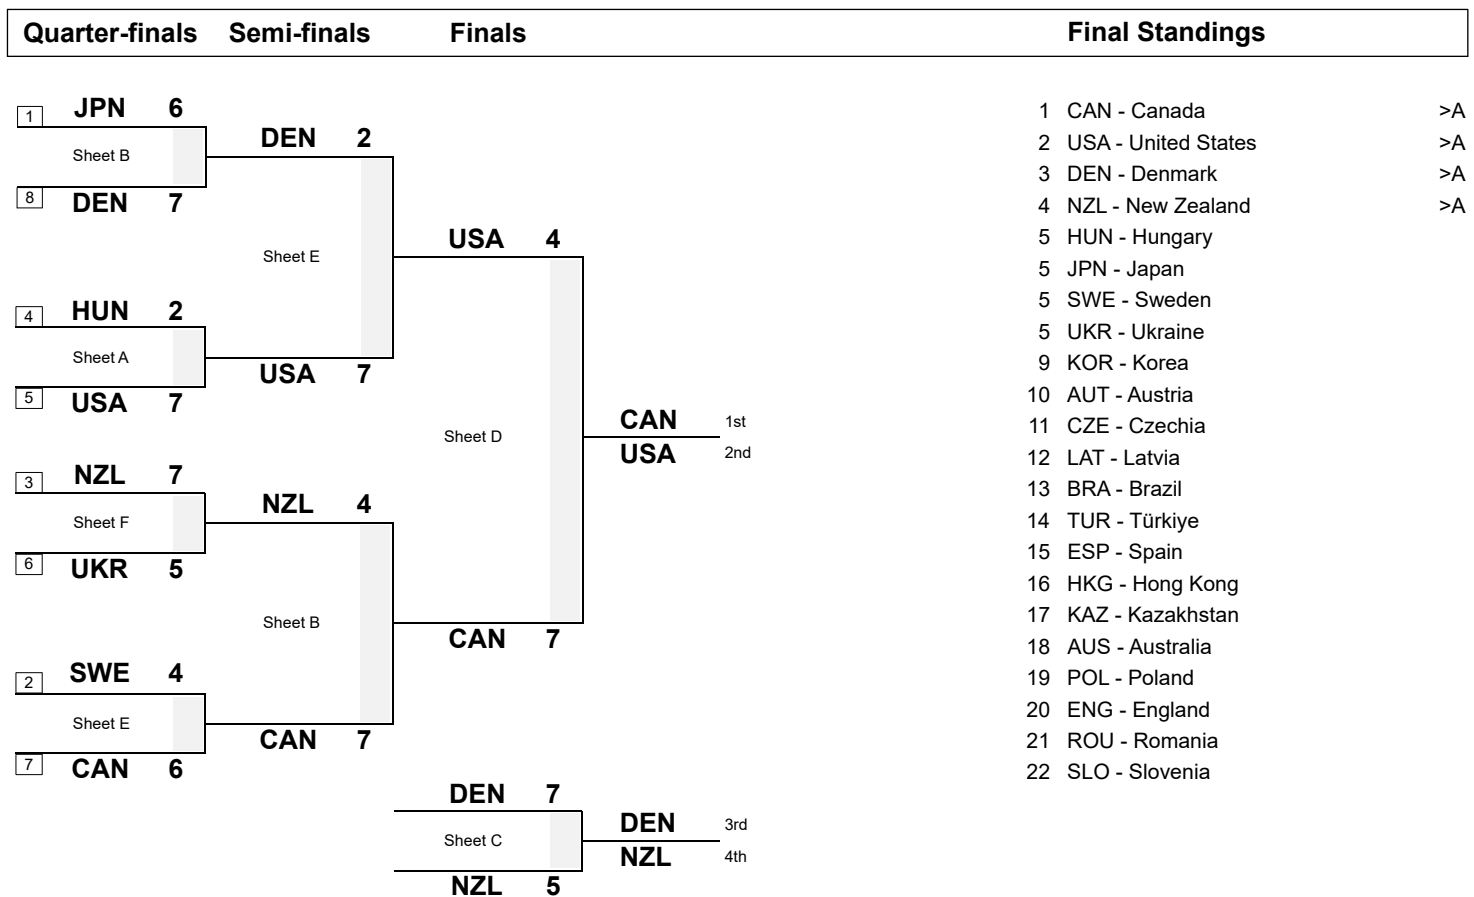 Quarter-finals Semi-finals Finals Final Standings
1 JPN 6
Sheet B
8 DEN 7
4 HUN 2
Sheet A
5 USA 7
3 NZL 7
Sheet F
6 UKR 5
2 SWE 4
Sheet E
7 CAN 6
DEN 2
Sheet E
USA 7
NZL 4
Sheet B
CAN 7
USA 4
Sheet D
CAN 7
CAN 1st
USA 2nd
DEN 7
Sheet C
NZL 5
DEN 3rd
NZL 4th
1 CAN - Canada >A
2 USA - United States >A
3 DEN - Denmark >A
4 NZL - New Zealand >A
5 HUN - Hungary
5 JPN - Japan
5 SWE - Sweden
5 UKR - Ukraine
9 KOR - Korea
10 AUT - Austria
11 CZE - Czechia
12 LAT - Latvia
13 BRA - Brazil
14 TUR - Türkiye
15 ESP - Spain
16 HKG - Hong Kong
17 KAZ - Kazakhstan
18 AUS - Australia
19 POL - Poland
20 ENG - England
21 ROU - Romania
22 SLO - Slovenia